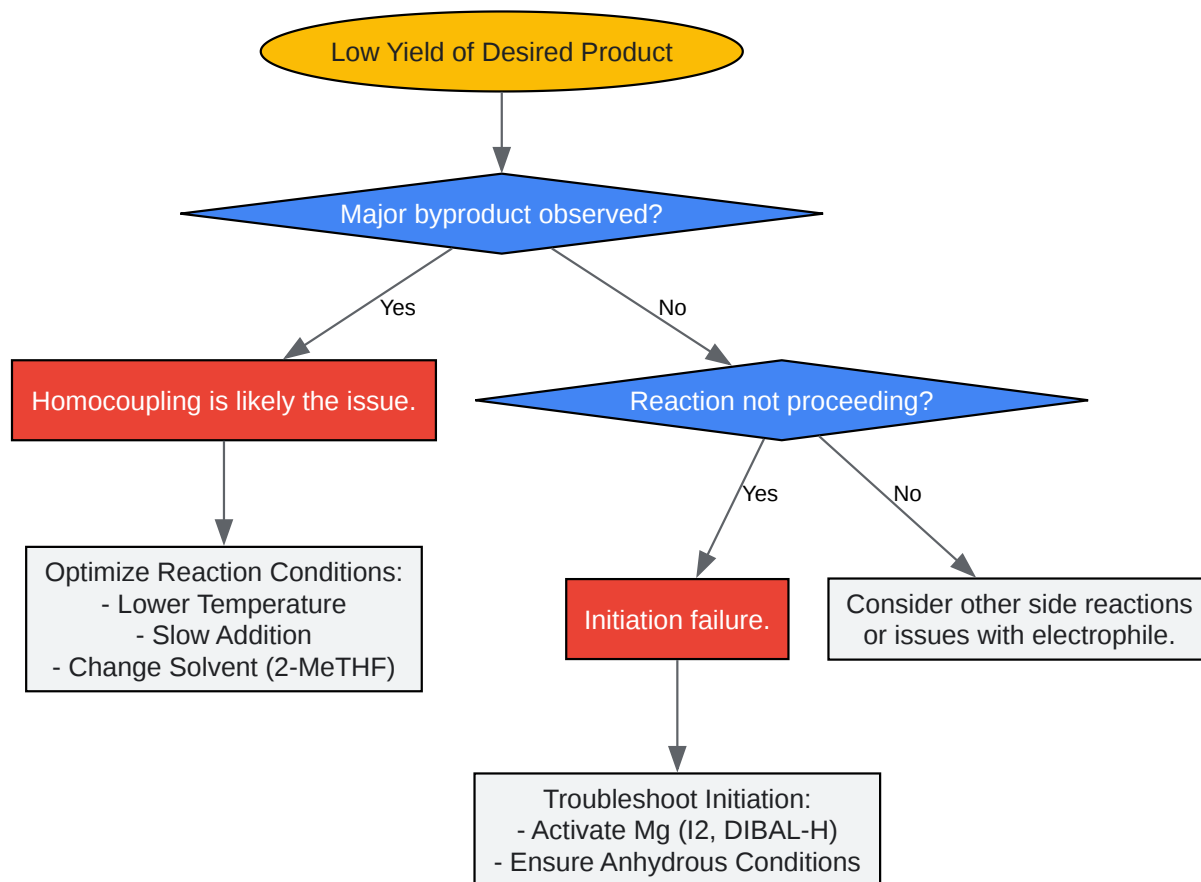 Low Yield of Desired Product
Major byproduct observed?
Yes
No
Homocoupling is likely the issue.
Reaction not proceeding?
Optimize Reaction Conditions:
- Lower Temperature
- Slow Addition
- Change Solvent (2-MeTHF)
Yes
No
Initiation failure.
Consider other side reactions
or issues with electrophile.
Troubleshoot Initiation:
- Activate Mg (I2, DIBAL-H)
- Ensure Anhydrous Conditions